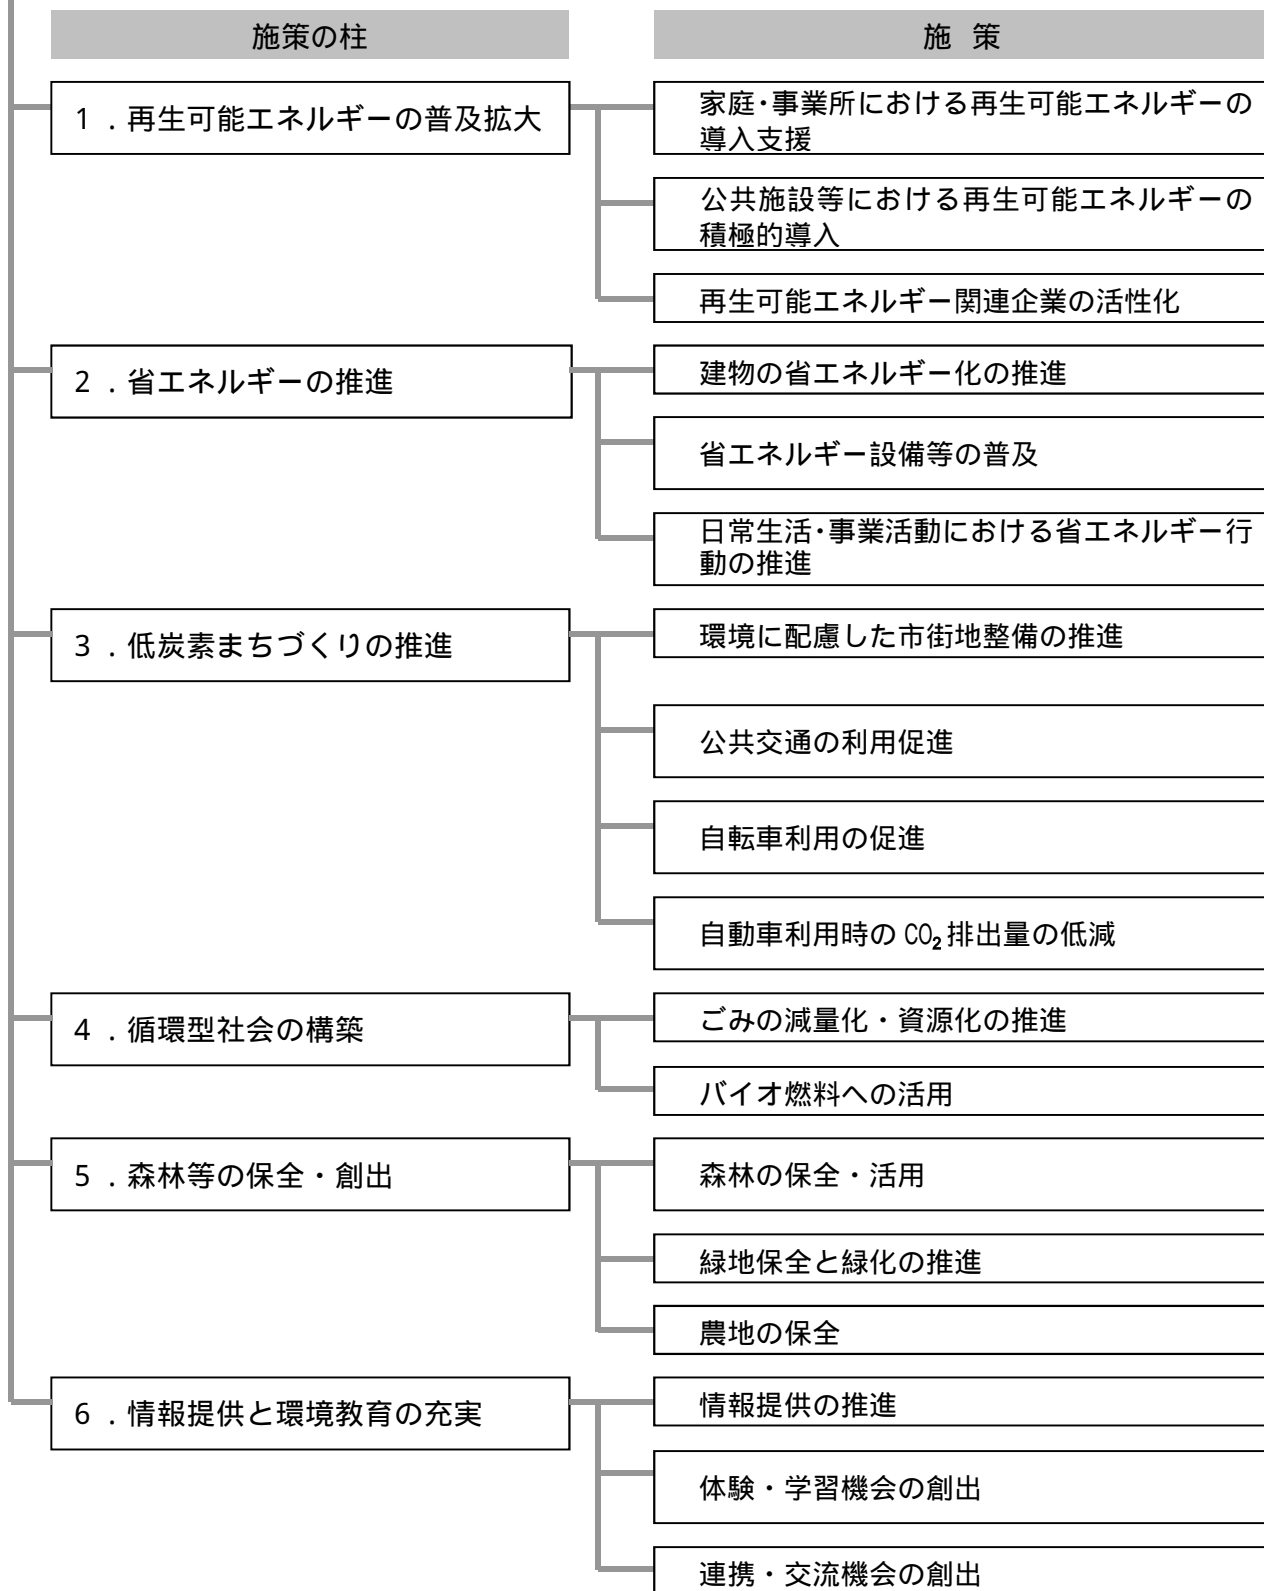 施策の柱
施 策
1．再生可能エネルギーの普及拡大
家庭･事業所における再生可能エネルギーの
導入支援
公共施設等における再生可能エネルギーの
積極的導入
再生可能エネルギー関連企業の活性化
2．省エネルギーの推進
建物の省エネルギー化の推進
省エネルギー設備等の普及
日常生活･事業活動における省エネルギー行
動の推進
3．低炭素まちづくりの推進
環境に配慮した市街地整備の推進
公共交通の利用促進
自転車利用の促進
自動車利用時の CO₂排出量の低減
4．循環型社会の構築
ごみの減量化・資源化の推進
バイオ燃料への活用
5．森林等の保全・創出
森林の保全・活用
緑地保全と緑化の推進
農地の保全
6．情報提供と環境教育の充実
情報提供の推進
体験・学習機会の創出
連携・交流機会の創出